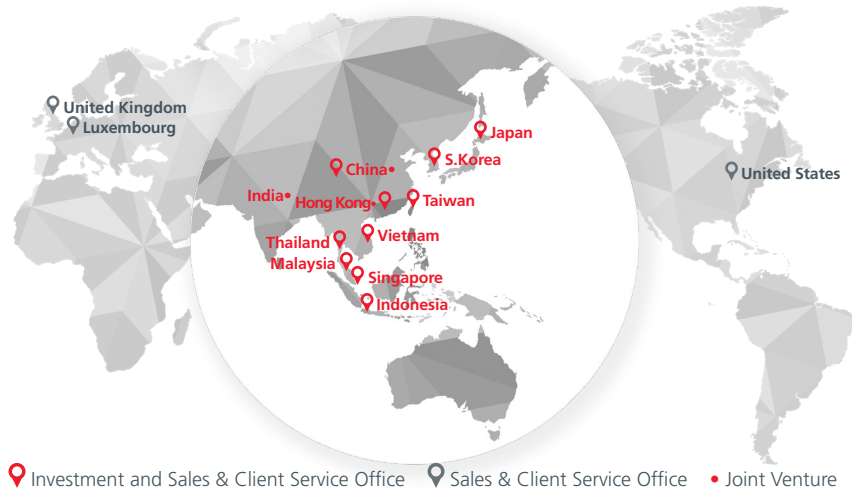 United Kingdom
Luxembourg
Japan
S.Korea
China•
United States
India•
Hong Kong•
Taiwan
Thailand
Vietnam
Malaysia
Singapore
Indonesia
Investment and Sales & Client Service Office
Sales & Client Service Office
• Joint Venture